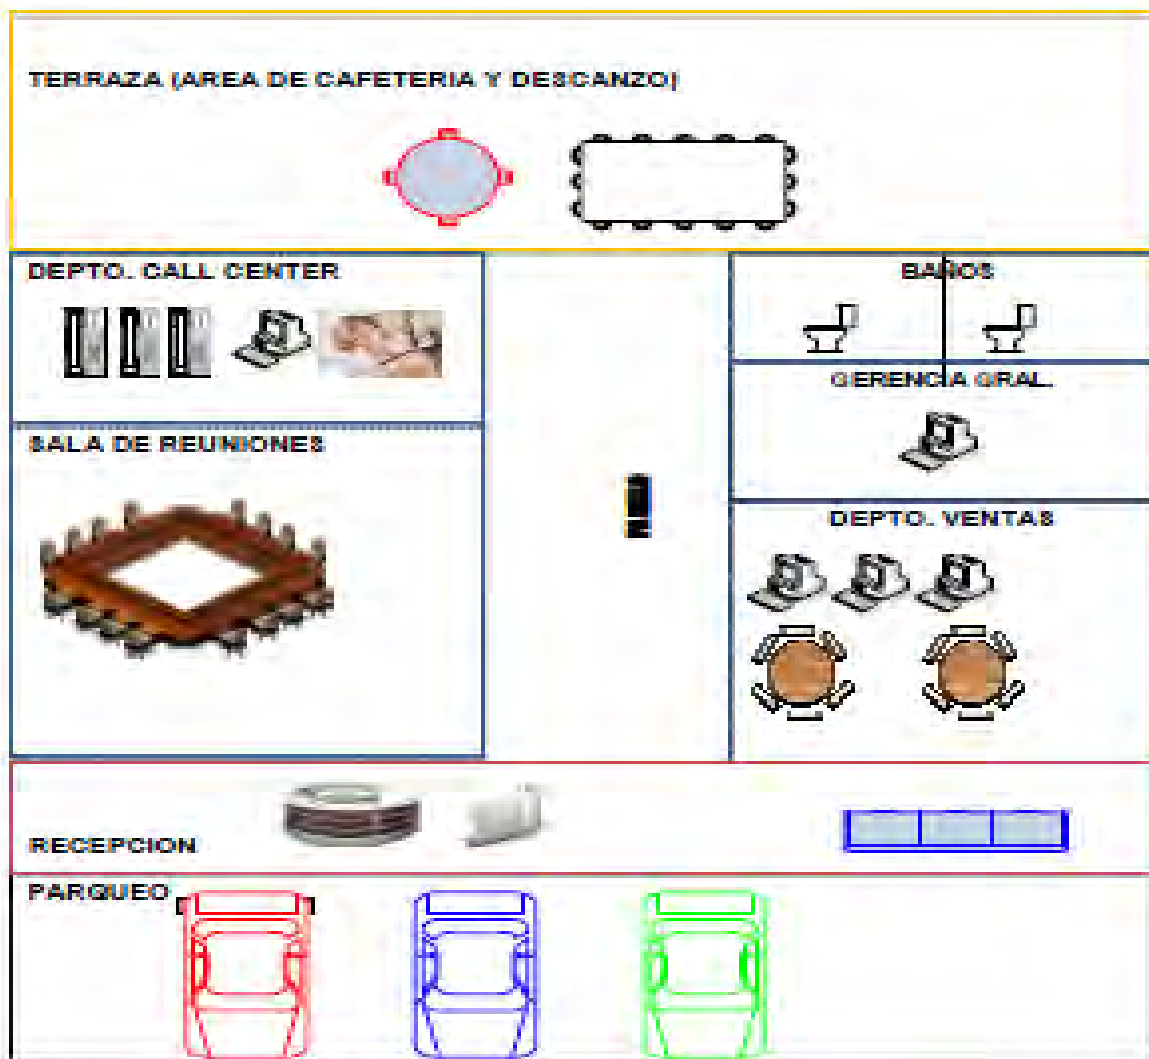 TERRAZA (AREA DE CAFETERIA Y DESCANZO)
DEPTO. CALL CENTER
BAÑOS
GERENCIA GRAL.
SALA DE REUNIONES
DEPTO. VENTAS
RECEPCION
PARQUEO